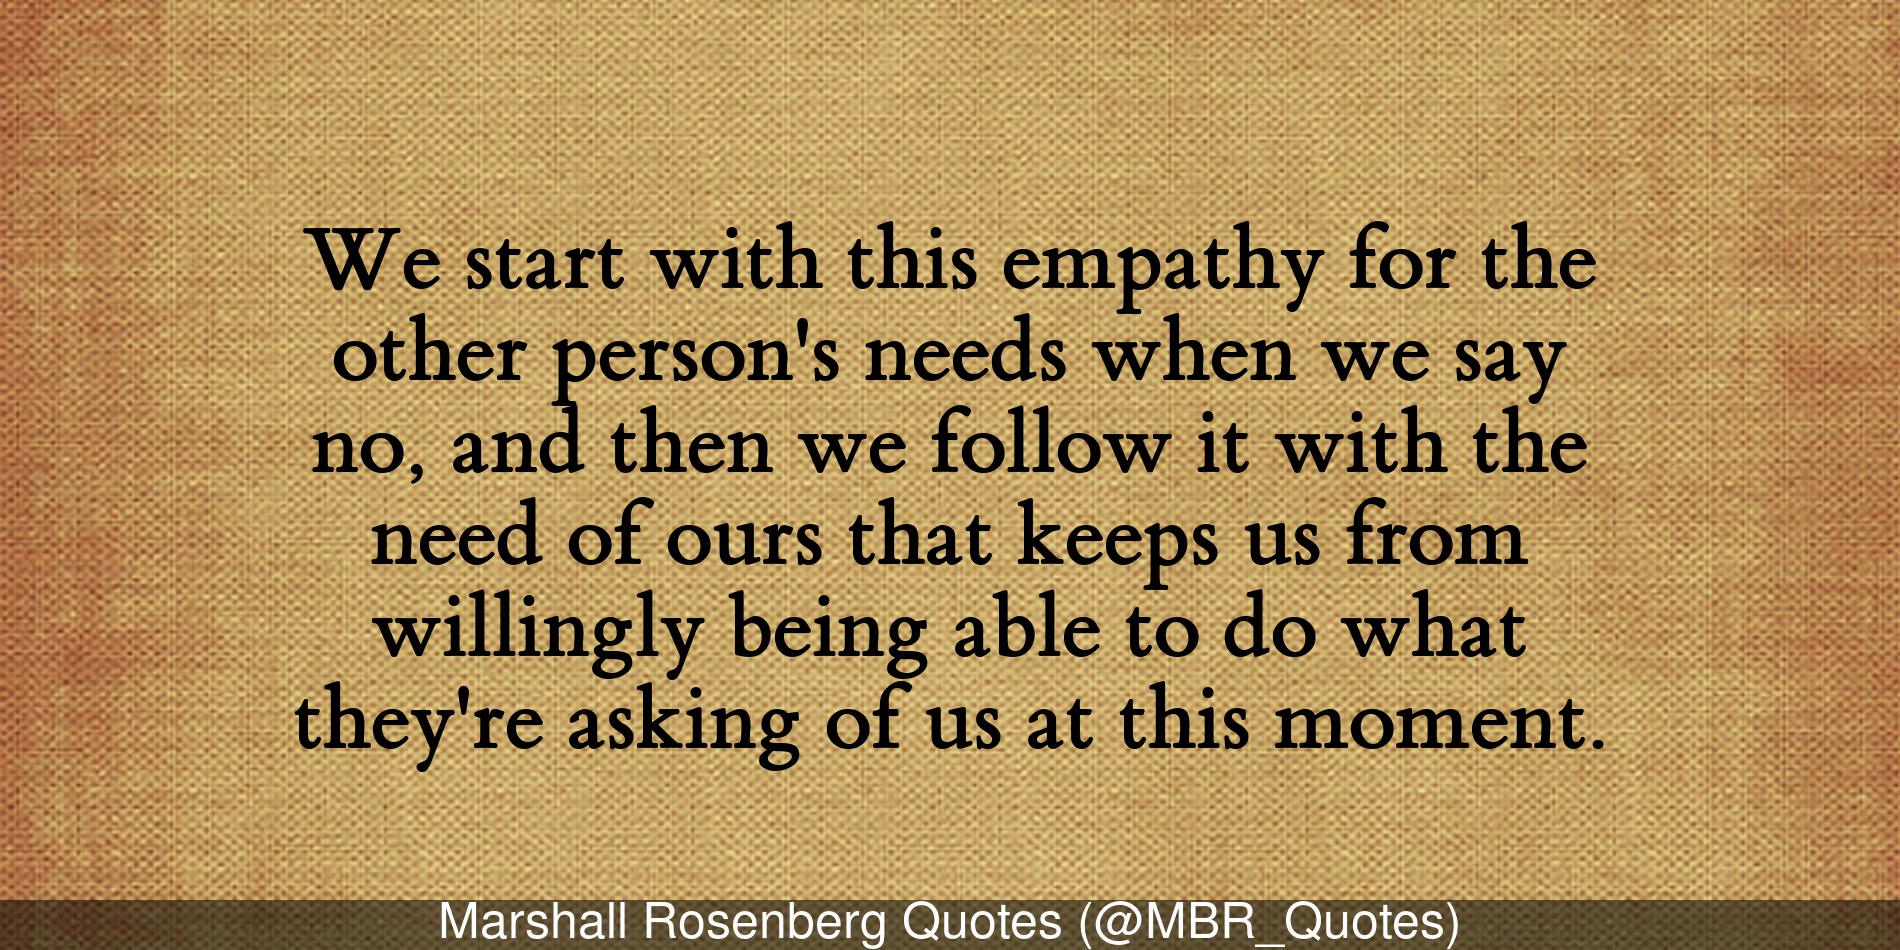 We start with this empathy for the
other person's needs when we say
no, and then we follow it with the
need of ours that keeps us from
willingly being able to do what
they're asking of us at this moment.
Marshall Rosenberg Quotes (@MBR_Quotes)